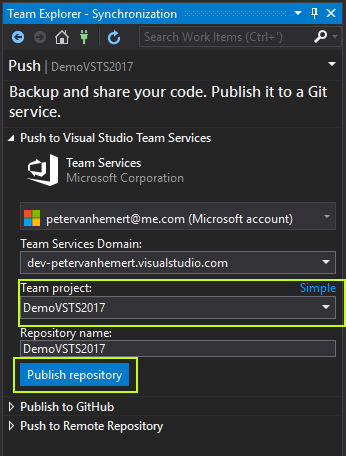 Team Explorer - Synchronization
Search Work Items (Ctrl+')
Push | DemoVSTS2017
Backup and share your code. Publish it to a Git
service.
Push to Visual Studio Team Services
Team Services
Microsoft Corporation
petervanhemert@me.com (Microsoft account)
Team Services Domain:
dev-petervanhemert.visualstudio.com
Team project: Simple
DemoVSTS2017
Repository name:
DemoVSTS2017
Publish repository
Publish to GitHub
Push to Remote Repository